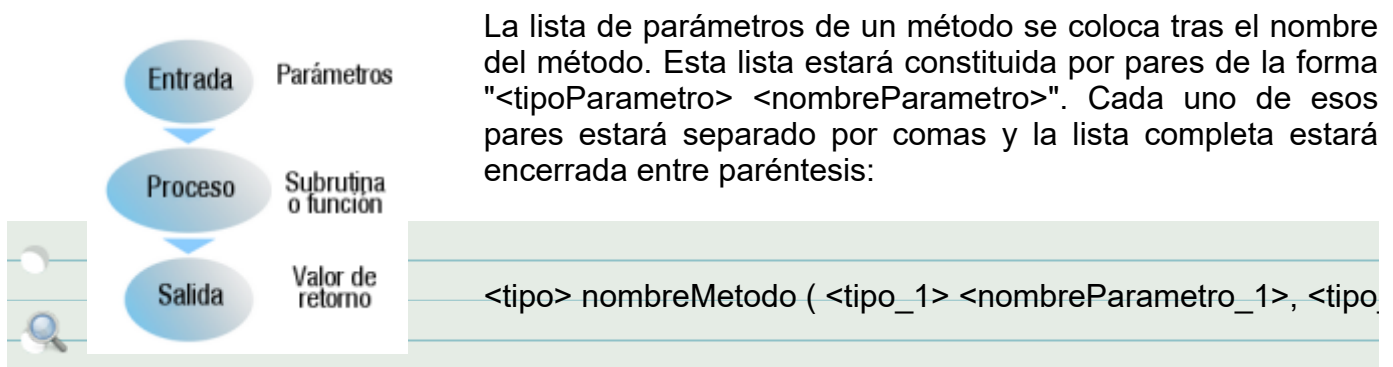 Entrada
Parámetros
Proceso
Subrutina
o función
Salida
Valor de
retorno
La lista de parámetros de un método se coloca tras el nombre
del método. Esta lista estará constituida por pares de la forma
"<tipoParametro> <nombreParametro>". Cada uno de esos
pares estará separado por comas y la lista completa estará
encerrada entre paréntesis:
<tipo> nombreMetodo ( <tipo_1> <nombreParametro_1>, <tipo_